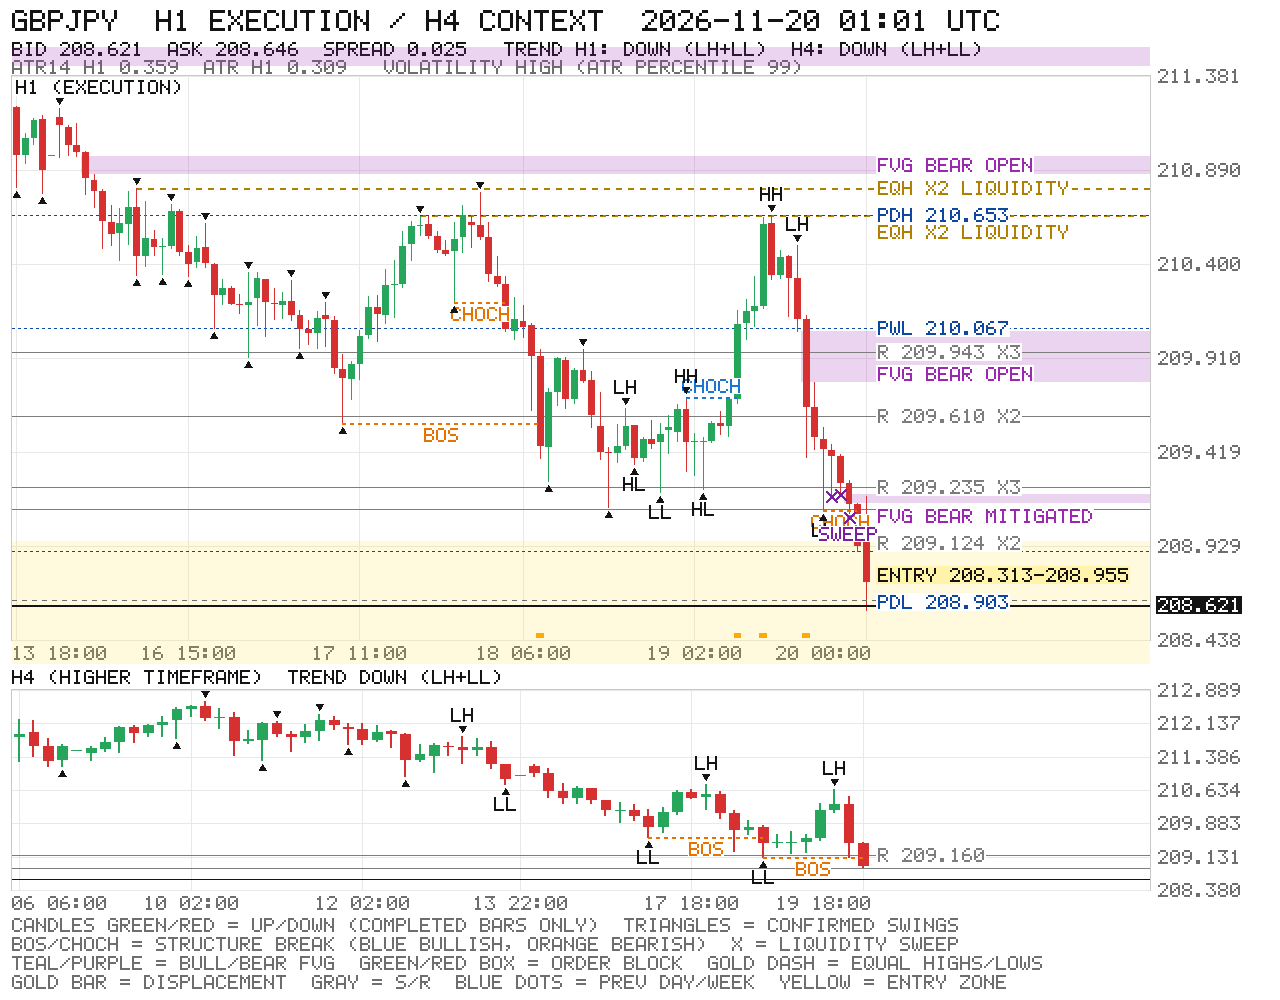 GBPJPY  H1 EXECUTION / H4 CONTEXT  2026-11-20 01:01 UTC
BID 208.621  ASK 208.646  SPREAD 0.025   TREND H1: DOWN (LH+LL)  H4: DOWN (LH+LL)
ATR14 H1 0.359  ATR H1 0.309   VOLATILITY HIGH (ATR PERCENTILE 99)
211.381
H1 (EXECUTION)
FVG BEAR OPEN
210.890
EQH X2 LIQUIDITY
HH
PDH 210.653
LH
EQH X2 LIQUIDITY
210.400
CHOCH
PWL 210.067
R 209.943 X3
209.910
FVG BEAR OPEN
HH
CHOCH
LH
R 209.610 X2
BOS
209.419
HL
R 209.235 X3
LL
HL
FVG BEAR MITIGATED
CHOCH
SWEEP
R 209.124 X2
208.929
ENTRY 208.313-208.955
PDL 208.903
208.621
208.438
13 18:00
16 15:00
17 11:00
18 06:00
19 02:00
20 00:00
H4 (HIGHER TIMEFRAME)  TREND DOWN (LH+LL)
212.889
LH
212.137
211.386
LH
LH
210.634
LL
209.883
BOS
LL
R 209.160
209.131
BOS
LL
208.380
06 06:00
10 02:00
12 02:00
13 22:00
17 18:00
19 18:00
CANDLES GREEN/RED = UP/DOWN (COMPLETED BARS ONLY)  TRIANGLES = CONFIRMED SWINGS
BOS/CHOCH = STRUCTURE BREAK (BLUE BULLISH, ORANGE BEARISH)  X = LIQUIDITY SWEEP
TEAL/PURPLE = BULL/BEAR FVG  GREEN/RED BOX = ORDER BLOCK  GOLD DASH = EQUAL HIGHS/LOWS
GOLD BAR = DISPLACEMENT  GRAY = S/R  BLUE DOTS = PREV DAY/WEEK  YELLOW = ENTRY ZONE